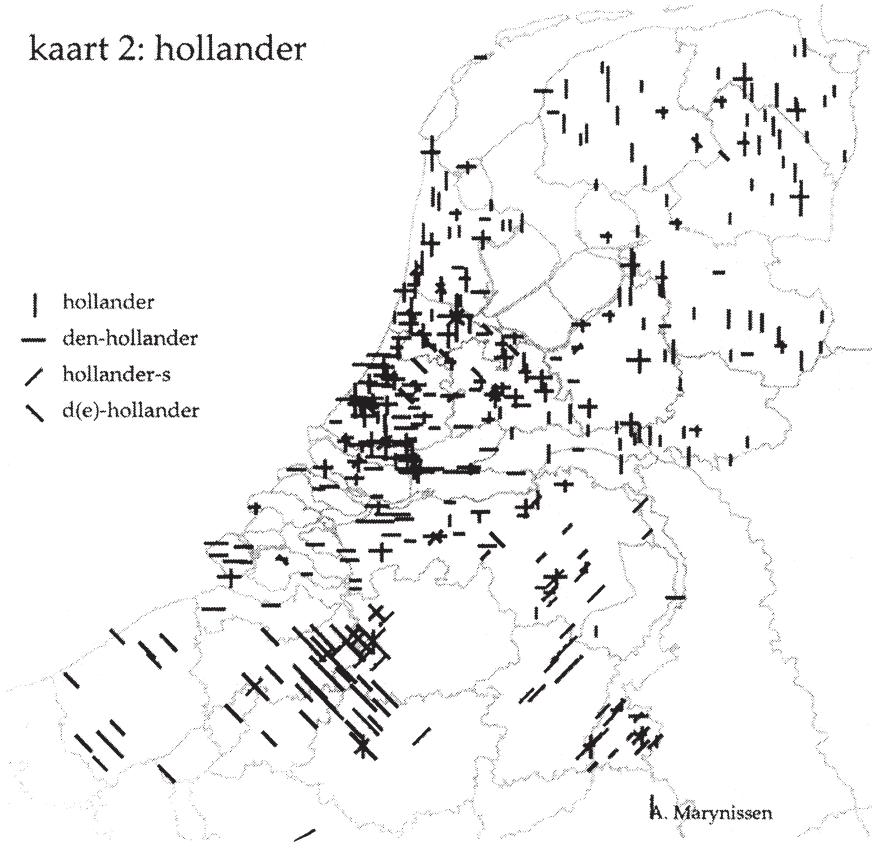 kaart 2: hollander
hollander
den-hollander
hollander-s
d(e)-hollander
A. Marynissen